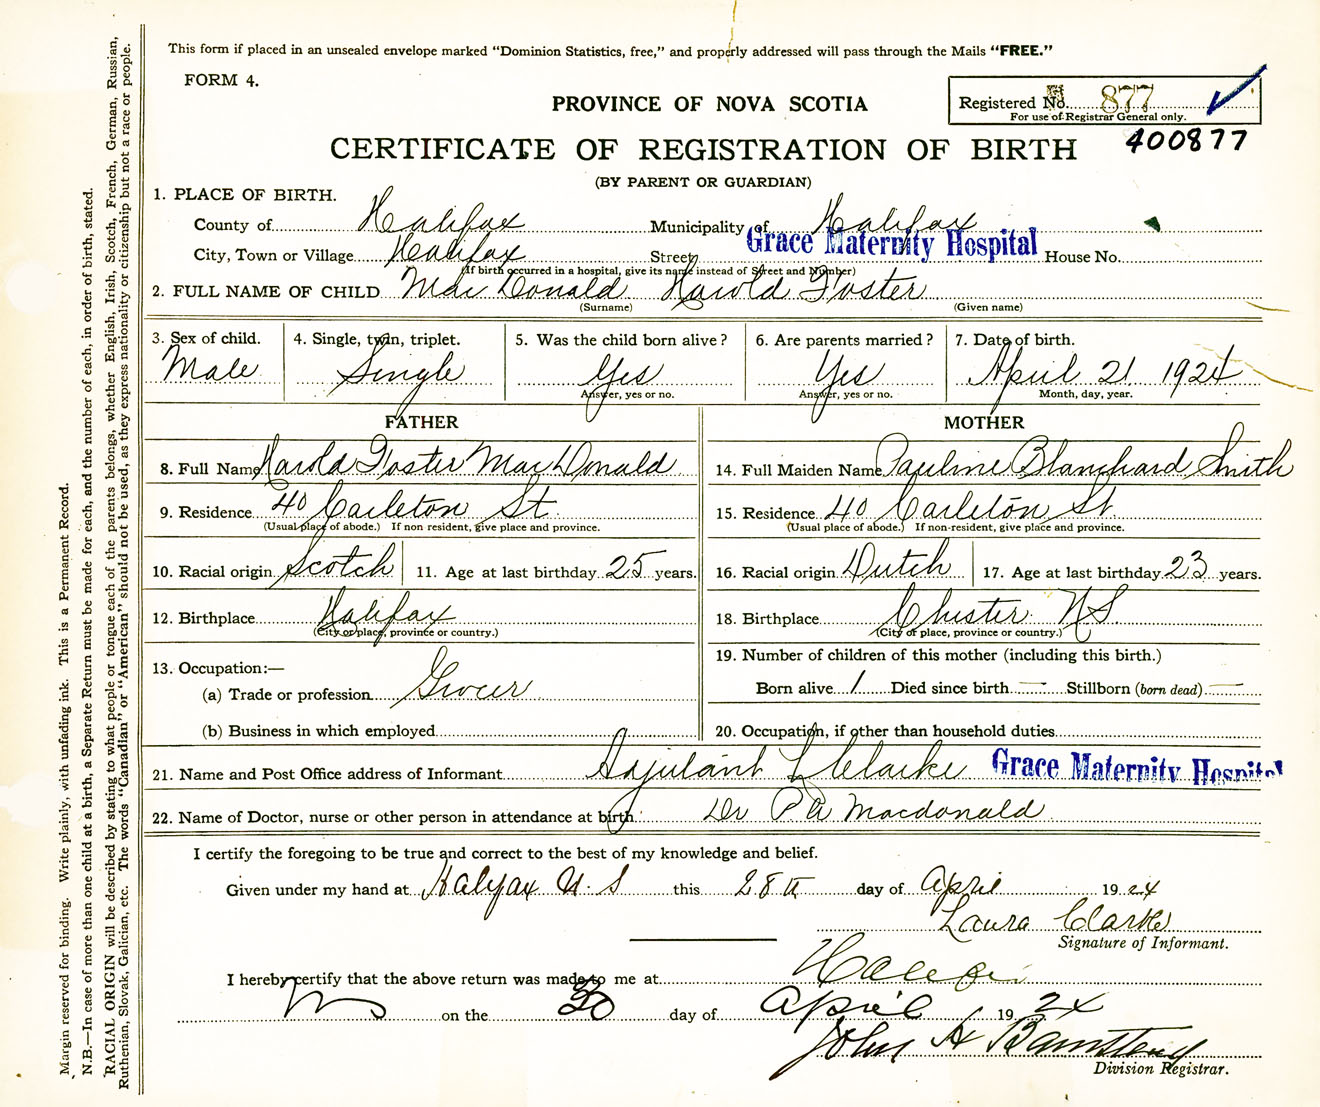 This form if placed in an unsealed envelope marked “Dominion Statistics, free,” and properly addressed will pass through the Mails “FREE.”
FORM 4.
PROVINCE OF NOVA SCOTIA
Registered No. 877
For use of Registrar General only.
CERTIFICATE OF REGISTRATION OF BIRTH
400877
(BY PARENT OR GUARDIAN)
1. PLACE OF BIRTH.
County of Halifax Municipality of Halifax
City, Town or Village Halifax Street Grace Maternity Hospital House No.
(If birth occurred in a hospital, give its name instead of Street and Number)
2. FULL NAME OF CHILD MacDonald Harold Foster
(Surname) (Given name)
3. Sex of child. 4. Single, twin, triplet. 5. Was the child born alive? 6. Are parents married? 7. Date of birth.
Male Single Yes Yes April 21 1924
Answer, yes or no. Answer, yes or no. Month, day, year.
FATHER MOTHER
8. Full Name Harold Foster MacDonald 14. Full Maiden Name Pauline Blanchard Smith
9. Residence 40 Carleton St. 15. Residence 40 Carleton St
(Usual place of abode.) If non resident, give place and province. (Usual place of abode.) If non-resident, give place and province.
10. Racial origin Scotch 11. Age at last birthday 25 years. 16. Racial origin Dutch 17. Age at last birthday 23 years.
12. Birthplace Halifax 18. Birthplace Chester NS
(City or place, province or country.) (City or place, province or country.)
13. Occupation:— 19. Number of children of this mother (including this birth.)
(a) Trade or profession Grocer Born alive 1 Died since birth — Stillborn (born dead) —
(b) Business in which employed 20. Occupation, if other than household duties
21. Name and Post Office address of Informant Adjutant L Clarke Grace Maternity Hospital
22. Name of Doctor, nurse or other person in attendance at birth. Dr P A Macdonald
I certify the foregoing to be true and correct to the best of my knowledge and belief.
Given under my hand at Halifax N.S this 28th day of April 1924
Laura Clarke
Signature of Informant.
I hereby certify that the above return was made to me at Halifax
NS on the 30 day of April 1924
John A Barnstead
Division Registrar.
Margin reserved for binding. Write plainly, with unfading ink. This is a Permanent Record.
N.B.—In case of more than one child at a birth, a Separate Return must be made for each, and the number of each, in order of birth, stated.
RACIAL ORIGIN will be described by stating to what people or tongue each of the parents belongs, whether English, Irish, Scotch, French, German, Russian,
Ruthenian, Slovak, Galician, etc. The words “Canadian” or “American” should not be used, as they express nationality or citizenship but not a race or people.